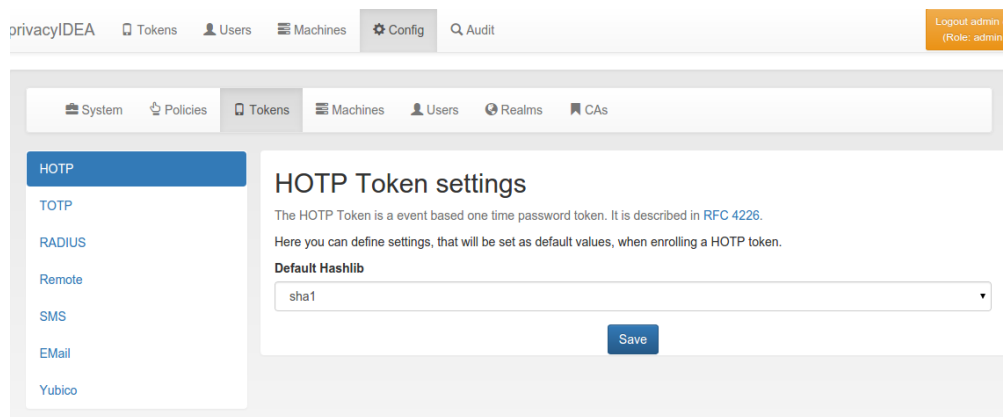 privacyIDEA Tokens Users Machines Config Audit Logout admin
(Role: admin
System Policies Tokens Machines Users Realms CAs
HOTP
TOTP
RADIUS
Remote
SMS
EMail
Yubico
HOTP Token settings
The HOTP Token is a event based one time password token. It is described in RFC 4226.
Here you can define settings, that will be set as default values, when enrolling a HOTP token.
Default Hashlib
sha1
Save